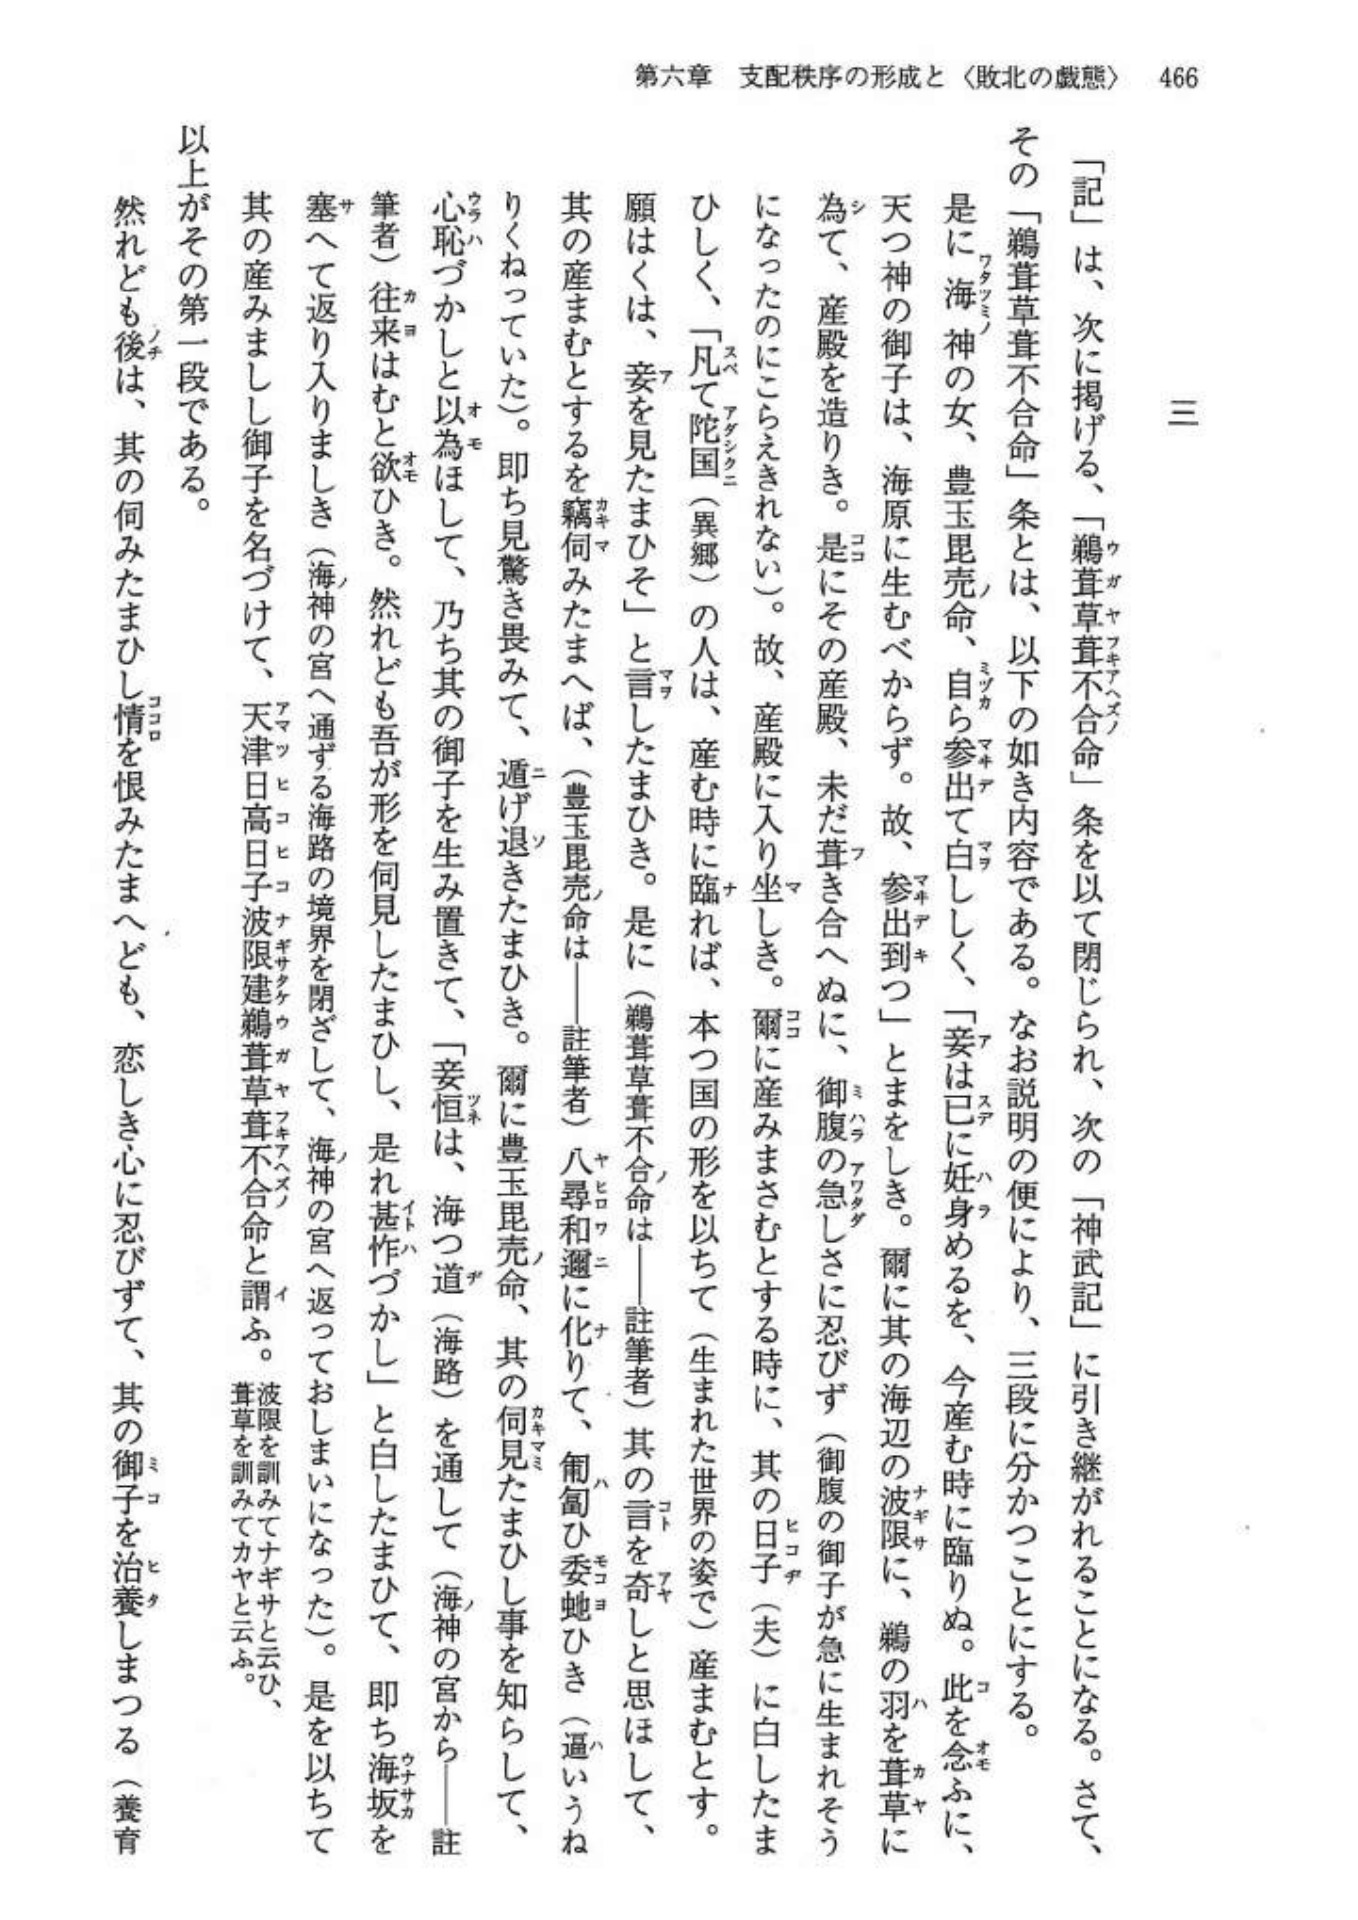 第六章　支配秩序の形成と〈敗北の戯態〉　466
三
「記」は、次に掲げる、「鵜葺草葺不合命」条を以て閉じられ、次の「神武記」に引き継がれることになる。さて、
その「鵜葺草葺不合命」条とは、以下の如き内容である。なお説明の便により、三段に分かつことにする。
是に海神の女、豊玉毘売命、自ら参出て白ししく、「妾は已に妊身めるを、今産む時に臨りぬ。此を念ふに、
天つ神の御子は、海原に生むべからず。故、参出到つ」とまをしき。爾に其の海辺の波限に、鵜の羽を葺草に
為て、産殿を造りき。是にその産殿、未だ葺き合へぬに、御腹の急しさに忍びず（御腹の御子が急に生まれそう
になったのにこらえきれない）。故、産殿に入り坐しき。爾に産みまさむとする時に、其の日子（夫）に白したま
ひしく、「凡て陀国（異郷）の人は、産む時に臨れば、本つ国の形を以ちて（生まれた世界の姿で）産まむとす。
願はくは、妾を見たまひそ」と言したまひき。是に（鵜葺草葺不合命は――註筆者）其の言を奇しと思ほして、
其の産まむとするを竊伺みたまへば、（豊玉毘売命は――註筆者）八尋和邇に化りて、匍匐ひ委虵ひき（逼いうね
りくねっていた）。即ち見驚き畏みて、遁げ退きたまひき。爾に豊玉毘売命、其の伺見たまひし事を知らして、
心恥づかしと以為ほして、乃ち其の御子を生み置きて、「妾恒は、海つ道（海路）を通して（海神の宮から――註
筆者）往来はむと欲ひき。然れども吾が形を伺見したまひし、是れ甚怍づかし」と白したまひて、即ち海坂を
塞へて返り入りましき（海神の宮へ通ずる海路の境界を閉ざして、海神の宮へ返っておしまいになった）。是を以ちて
其の産みましし御子を名づけて、天津日高日子波限建鵜葺草葺不合命と謂ふ。波限を訓みてナギサと云ひ、
葺草を訓みてカヤと云ふ。
以上がその第一段である。
然れども後は、其の伺みたまひし情を恨みたまへども、恋しき心に忍びずて、其の御子を治養しまつる（養育